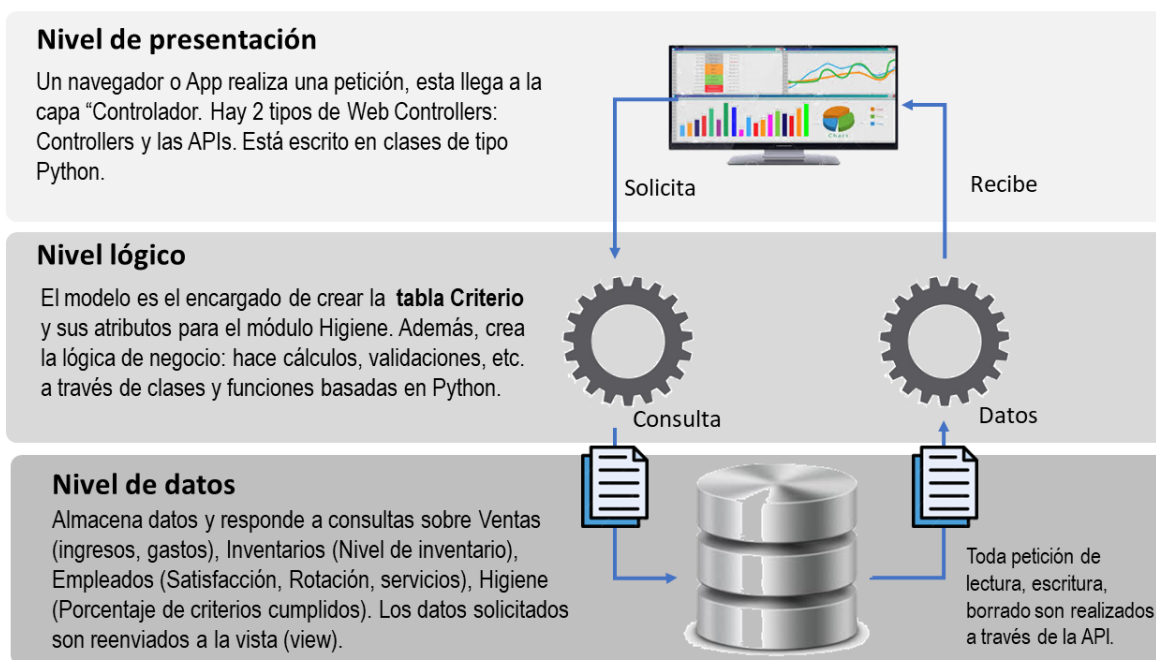 Nivel de presentación
Un navegador o App realiza una petición, esta llega a la
capa “Controlador. Hay 2 tipos de Web Controllers:
Controllers y las APIs. Está escrito en clases de tipo
Python.
Solicita
Recibe
Nivel lógico
El modelo es el encargado de crear la tabla Criterio
y sus atributos para el módulo Higiene. Además, crea
la lógica de negocio: hace cálculos, validaciones, etc.
a través de clases y funciones basadas en Python.
Consulta
Datos
Nivel de datos
Almacena datos y responde a consultas sobre Ventas
(ingresos, gastos), Inventarios (Nivel de inventario),
Empleados (Satisfacción, Rotación, servicios), Higiene
(Porcentaje de criterios cumplidos). Los datos solicitados
son reenviados a la vista (view).
Toda petición de
lectura, escritura,
borrado son realizados
a través de la API.